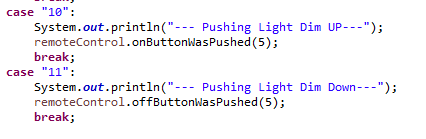 case "10":
System.out.println("--- Pushing Light Dim UP---");
remoteControl.onButtonWasPushed(5);
break;
case "11":
System.out.println("--- Pushing Light Dim Down---");
remoteControl.offButtonWasPushed(5);
break;